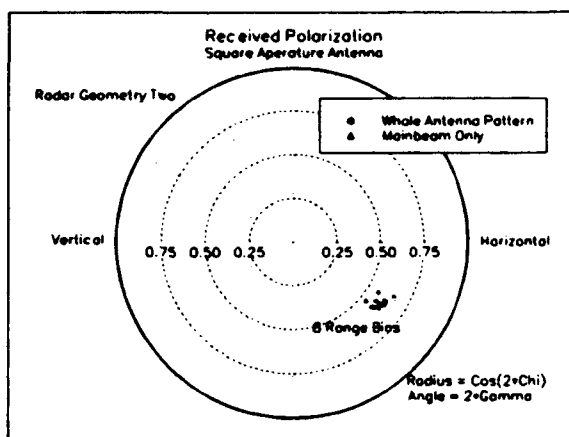 Received Polarization
Square Aperature Antenna
Radar Geometry Two
Whole Antenna Pattern
Mainbeam Only
Vertical
0.75 0.50 0.25 0.25 0.50 0.75
Horizontal
Range Bins
Radius = Cos(2*Chi)
Angle = 2*Gamma